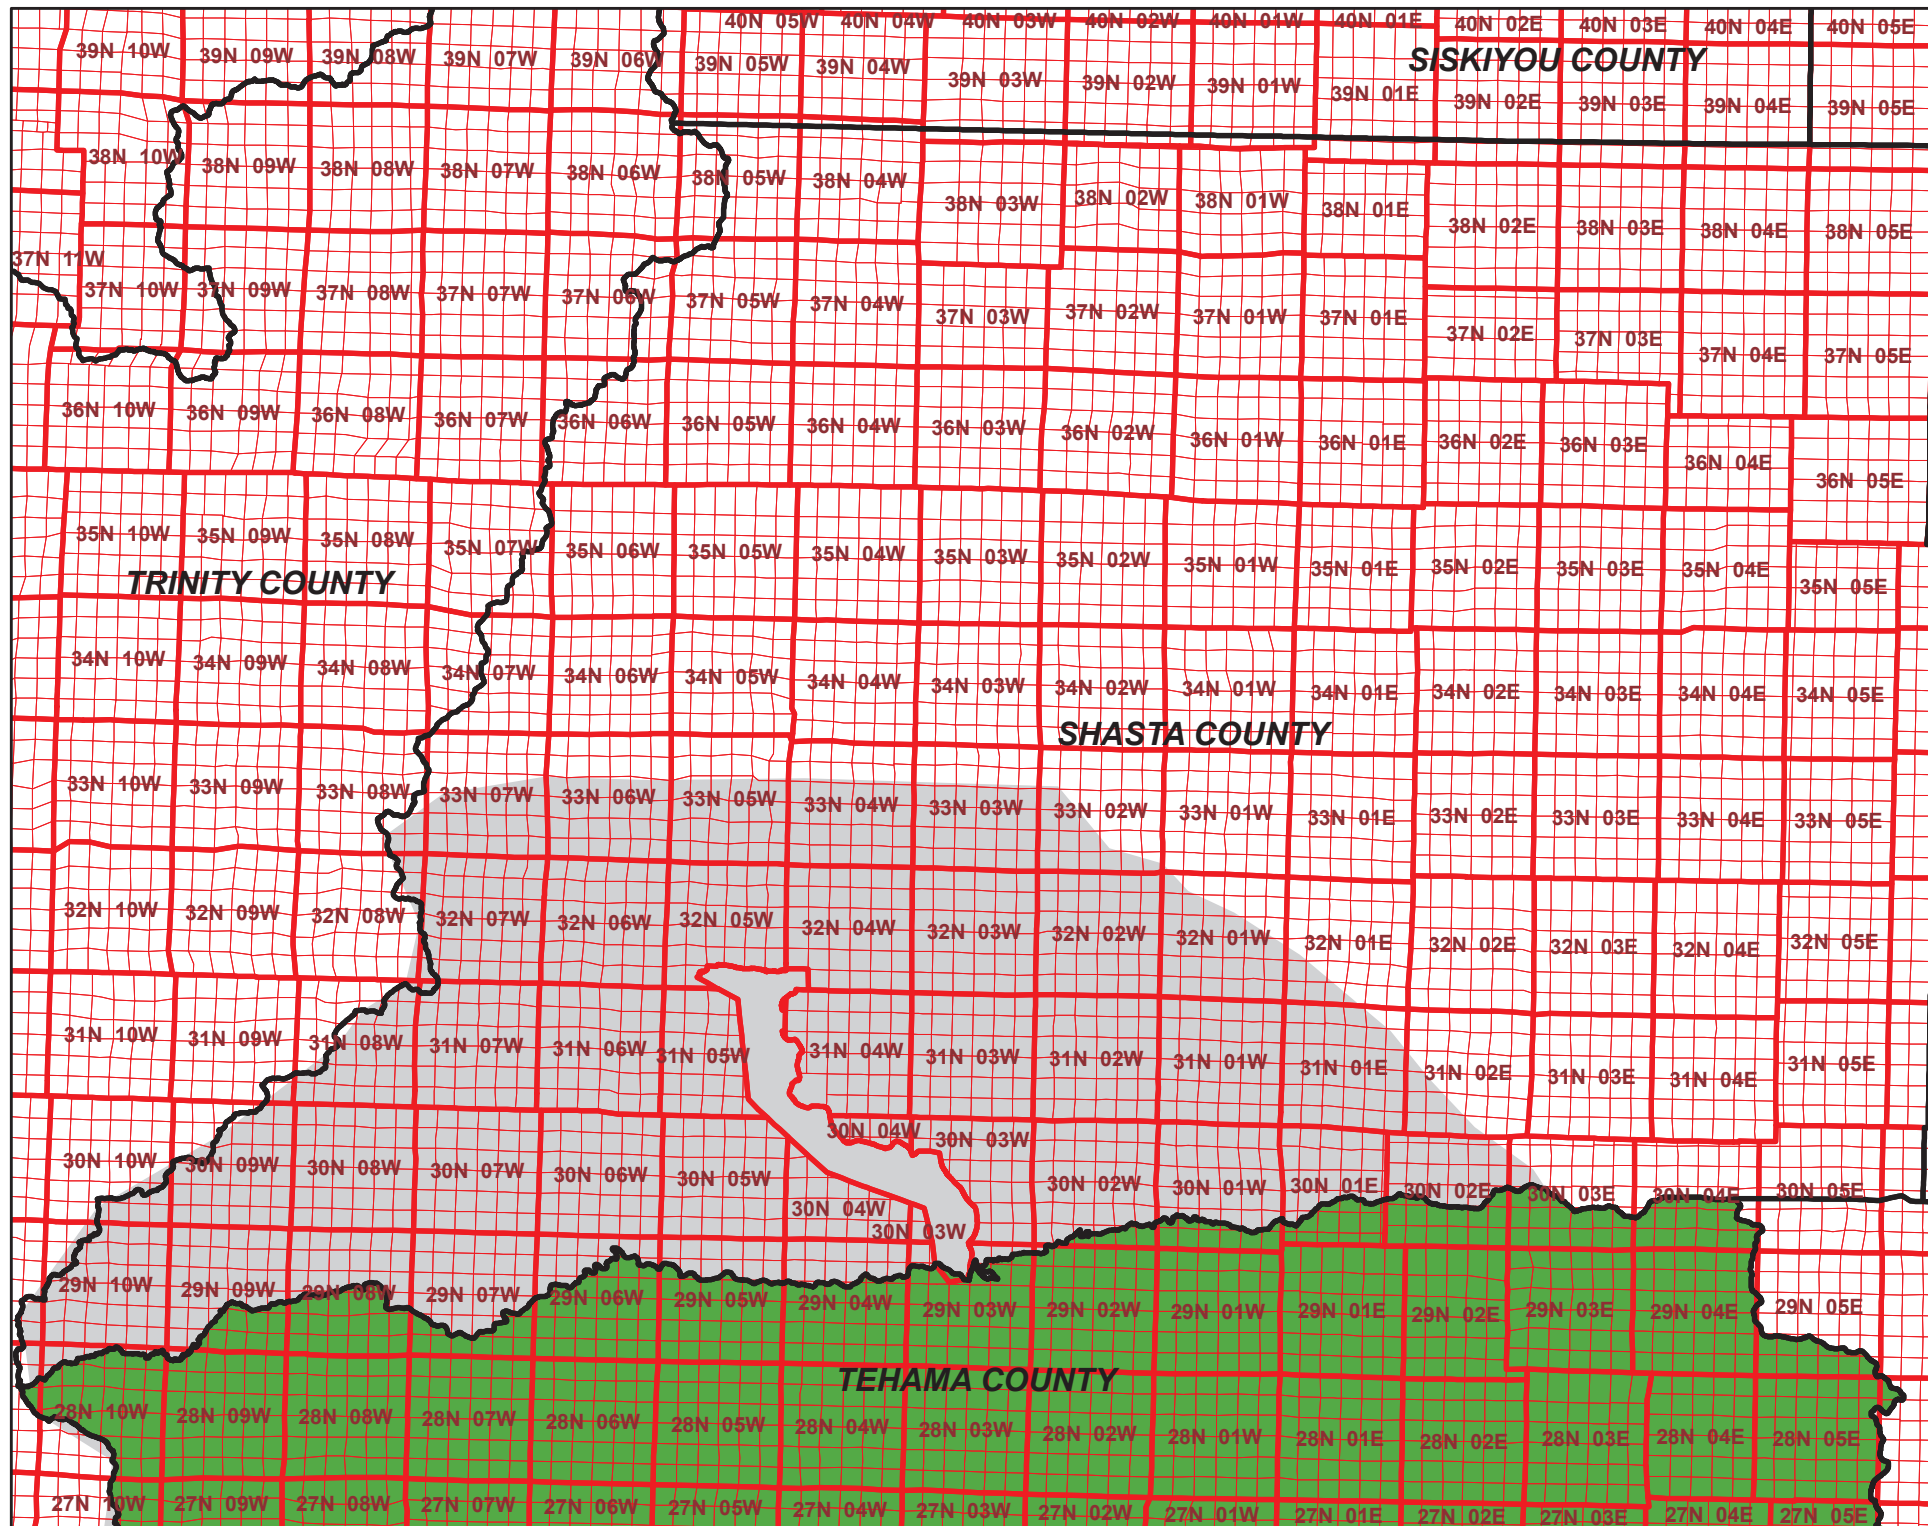 40N 05W 40N 04W 40N 03W 40N 02W 40N 01W 40N 01E 40N 02E 40N 03E 40N 04E 40N 05E
SISKIYOU COUNTY
39N 10W 39N 09W 39N 08W 39N 07W 39N 06W 39N 05W 39N 04W 39N 03W 39N 02W 39N 01W 39N 01E 39N 02E 39N 03E 39N 04E 39N 05E
38N 10W 38N 09W 38N 08W 38N 07W 38N 06W 38N 05W 38N 04W 38N 03W 38N 02W 38N 01W 38N 01E 38N 02E 38N 03E 38N 04E 38N 05E
37N 11W
37N 10W 37N 09W 37N 08W 37N 07W 37N 06W 37N 05W 37N 04W 37N 03W 37N 02W 37N 01W 37N 01E 37N 02E 37N 03E 37N 04E 37N 05E
36N 10W 36N 09W 36N 08W 36N 07W 36N 06W 36N 05W 36N 04W 36N 03W 36N 02W 36N 01W 36N 01E 36N 02E 36N 03E 36N 04E 36N 05E
35N 10W 35N 09W 35N 08W 35N 07W 35N 06W 35N 05W 35N 04W 35N 03W 35N 02W 35N 01W 35N 01E 35N 02E 35N 03E 35N 04E 35N 05E
TRINITY COUNTY
34N 10W 34N 09W 34N 08W 34N 07W 34N 06W 34N 05W 34N 04W 34N 03W 34N 02W 34N 01W 34N 01E 34N 02E 34N 03E 34N 04E 34N 05E
SHASTA COUNTY
33N 10W 33N 09W 33N 08W 33N 07W 33N 06W 33N 05W 33N 04W 33N 03W 33N 02W 33N 01W 33N 01E 33N 02E 33N 03E 33N 04E 33N 05E
32N 10W 32N 09W 32N 08W 32N 07W 32N 06W 32N 05W 32N 04W 32N 03W 32N 02W 32N 01W 32N 01E 32N 02E 32N 03E 32N 04E 32N 05E
31N 10W 31N 09W 31N 08W 31N 07W 31N 06W 31N 05W 31N 04W 31N 03W 31N 02W 31N 01W 31N 01E 31N 02E 31N 03E 31N 04E 31N 05E
30N 04W 30N 03W
30N 10W 30N 09W 30N 08W 30N 07W 30N 06W 30N 05W 30N 02W 30N 01W 30N 01E 30N 02E 30N 03E 30N 04E 30N 05E
30N 04W
30N 03W
29N 10W 29N 09W 29N 08W 29N 07W 29N 06W 29N 05W 29N 04W 29N 03W 29N 02W 29N 01W 29N 01E 29N 02E 29N 03E 29N 04E 29N 05E
TEHAMA COUNTY
28N 10W 28N 09W 28N 08W 28N 07W 28N 06W 28N 05W 28N 04W 28N 03W 28N 02W 28N 01W 28N 01E 28N 02E 28N 03E 28N 04E 28N 05E
27N 10W 27N 09W 27N 08W 27N 07W 27N 06W 27N 05W 27N 04W 27N 03W 27N 02W 27N 01W 27N 01E 27N 02E 27N 03E 27N 04E 27N 05E